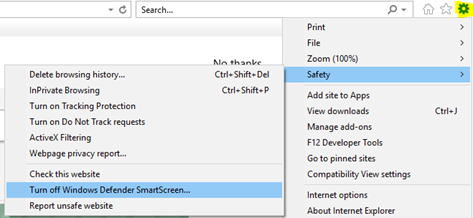 Search...
Print
File
Zoom (100%)
Safety
Add site to Apps
View downloads Ctrl+J
Manage add-ons
F12 Developer Tools
Go to pinned sites
Compatibility View settings
Internet options
About Internet Explorer
No thanks
Delete browsing history... Ctrl+Shift+Del
InPrivate Browsing Ctrl+Shift+P
Turn on Tracking Protection
Turn on Do Not Track requests
ActiveX Filtering
Webpage privacy report...
Check this website
Turn off Windows Defender SmartScreen...
Report unsafe website